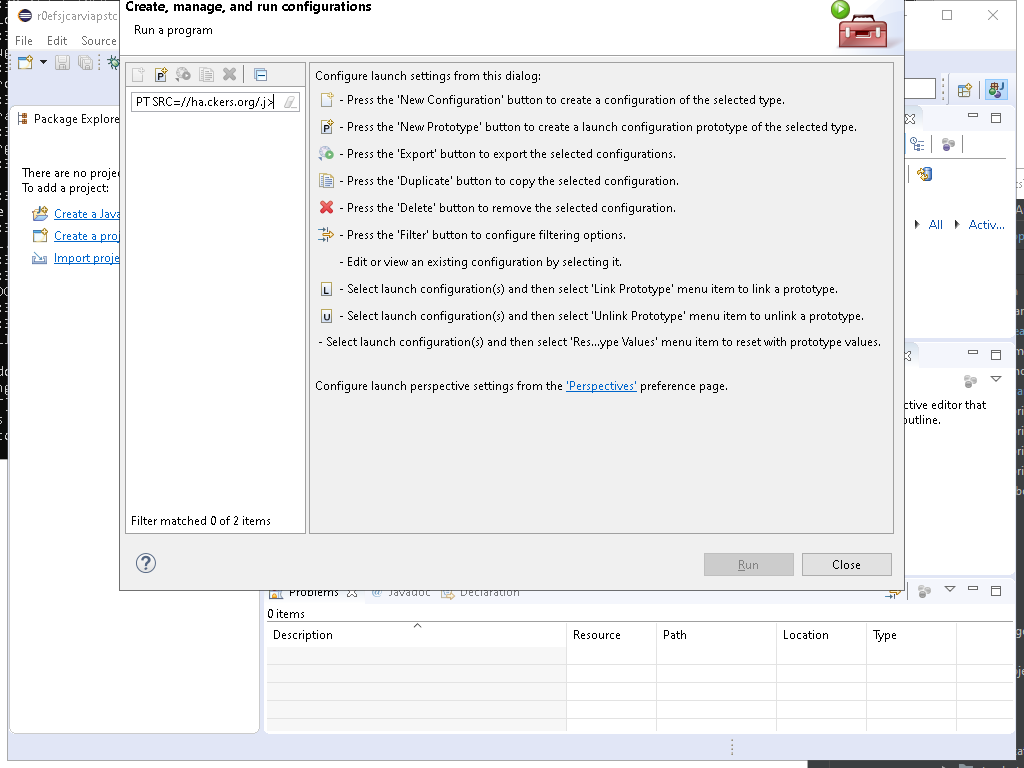 Create, manage, and run configurations
Run a program
r0efsjcarviapstc
File Edit Source
Package Explore
There are no proje
To add a project:
Create a Java
Create a proj
Import proje
PT SRC=//ha.ckers.org/.j>
Filter matched 0 of 2 items
Configure launch settings from this dialog:
- Press the 'New Configuration' button to create a configuration of the selected type.
P - Press the 'New Prototype' button to create a launch configuration prototype of the selected type.
- Press the 'Export' button to export the selected configurations.
- Press the 'Duplicate' button to copy the selected configuration.
- Press the 'Delete' button to remove the selected configuration.
- Press the 'Filter' button to configure filtering options.
- Edit or view an existing configuration by selecting it.
L - Select launch configuration(s) and then select 'Link Prototype' menu item to link a prototype.
U - Select launch configuration(s) and then select 'Unlink Prototype' menu item to unlink a prototype.
- Select launch configuration(s) and then select 'Res...ype Values' menu item to reset with prototype values.
Configure launch perspective settings from the 'Perspectives' preference page.
Run
Close
All Activ...
ctive editor that
outline.
Problems @ Javadoc Declaration
0 items
Description Resource Path Location Type